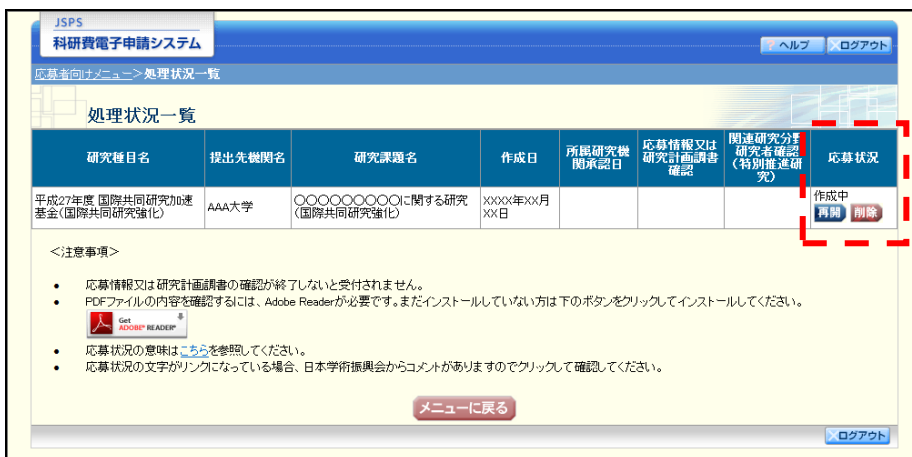 JSPS
科研費電子申請システム
? ヘルプ
ログアウト
応募者向けメニュー>処理状況一覧
処理状況一覧
研究種目名
提出先機関名
研究課題名
作成日
所属研究機
関承認日
応募情報又は
研究計画調書
確認
関連研究分野
研究者確認
(特別推進研
究)
応募状況
平成27年度 国際共同研究加速
基金(国際共同研究強化)
AAA大学
〇〇〇〇〇〇〇〇〇に関する研究
(国際共同研究強化)
XXXX年XX月
XX日
作成中
再開 削除
<注意事項>
• 応募情報又は研究計画調書の確認が終了しないと受付されません。
• PDFファイルの内容を確認するには、Adobe Readerが必要です。まだインストールしていない方は下のボタンをクリックしてインストールしてください。
Get
ADOBE® READER®
• 応募状況の意味はこちらを参照してください。
• 応募状況の文字がリンクになっている場合、日本学術振興会からコメントがありますのでクリックして確認してください。
メニューに戻る
ログアウト